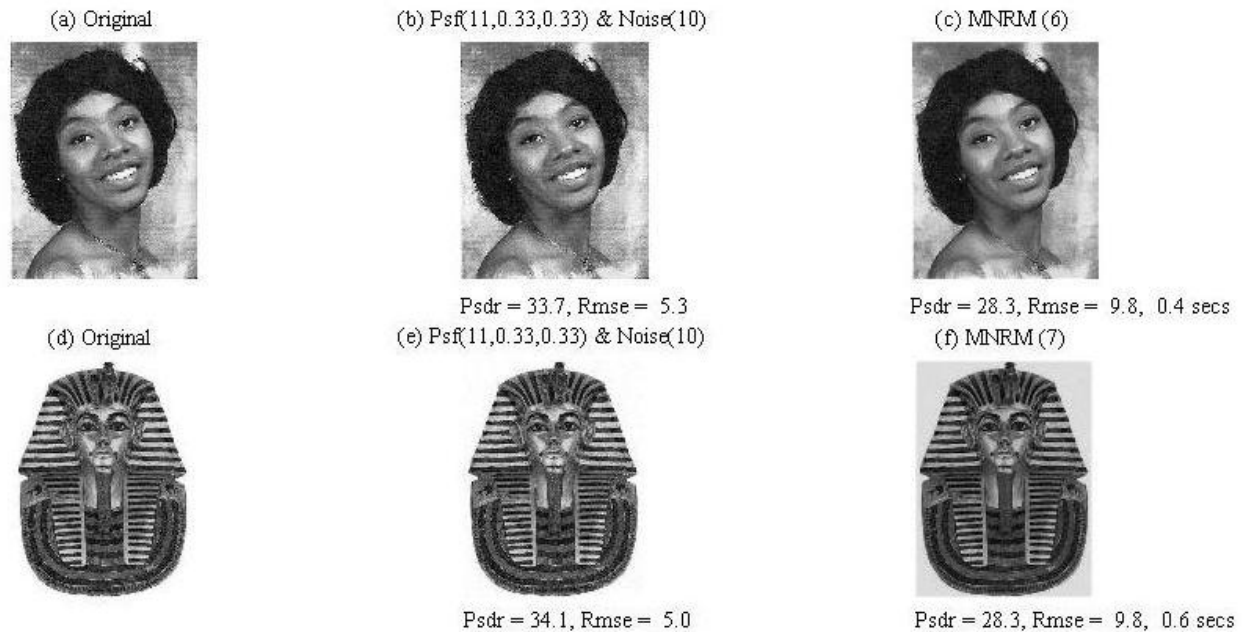 (a) Original
(b) Psf(11,0.33,0.33) & Noise(10)
(c) MNRM (6)
Psdr = 33.7, Rmse = 5.3
Psdr = 28.3, Rmse = 9.8, 0.4 secs
(d) Original
(e) Psf(11,0.33,0.33) & Noise(10)
(f) MNRM (7)
Psdr = 34.1, Rmse = 5.0
Psdr = 28.3, Rmse = 9.8, 0.6 secs